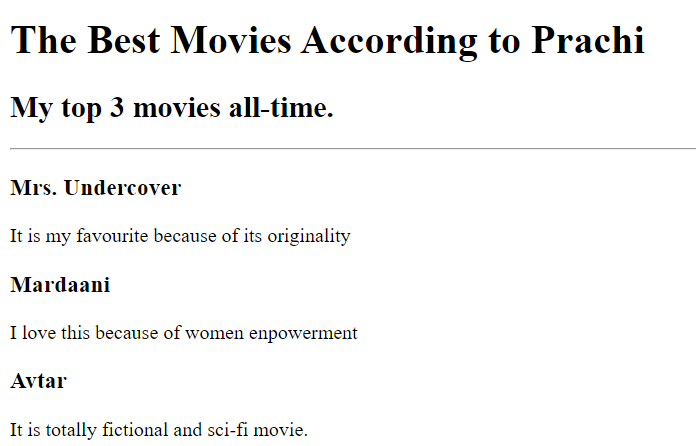 The Best Movies According to Prachi
My top 3 movies all-time.
Mrs. Undercover
It is my favourite because of its originality
Mardaani
I love this because of women enpowerment
Avtar
It is totally fictional and sci-fi movie.